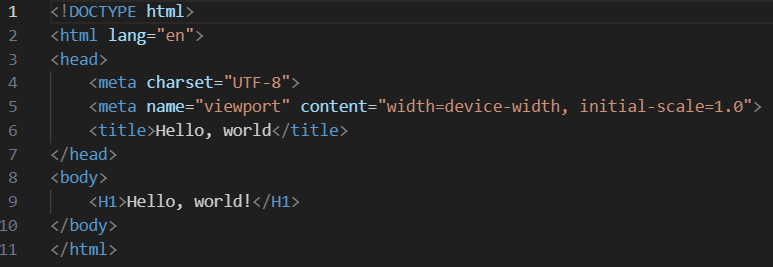 1 <!DOCTYPE html>
2 <html lang="en">
3 <head>
4     <meta charset="UTF-8">
5     <meta name="viewport" content="width=device-width, initial-scale=1.0">
6     <title>Hello, world</title>
7 </head>
8 <body>
9     <H1>Hello, world!</H1>
10 </body>
11 </html>